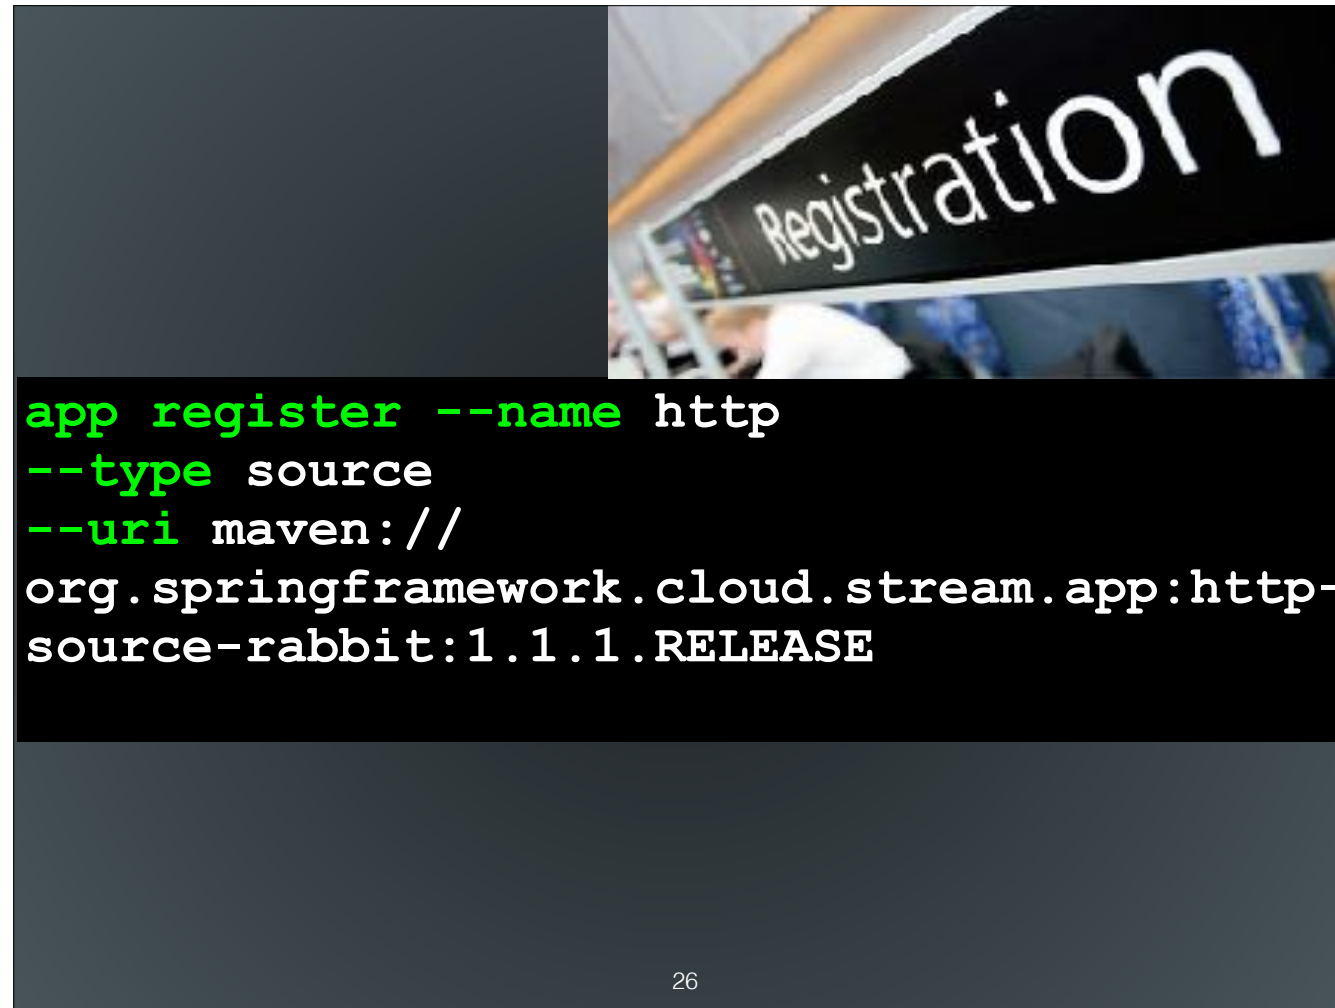 Registration
app register --name http
--type source
--uri maven://
org.springframework.cloud.stream.app:http-
source-rabbit:1.1.1.RELEASE
26